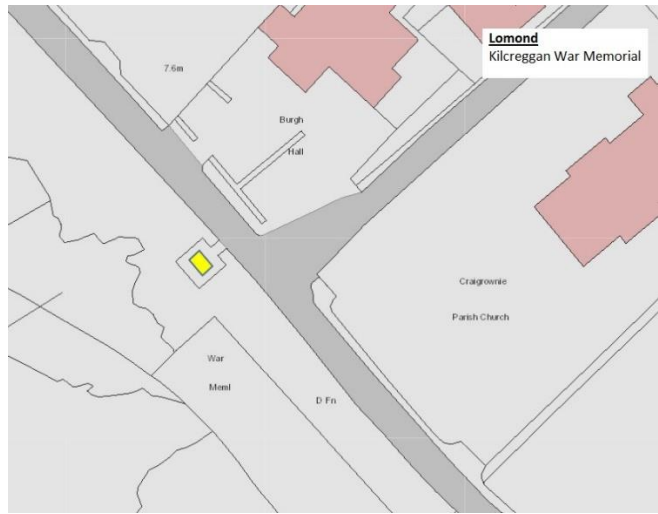 Lomond
Kilcreggan War Memorial
7.6m
Burgh
Hall
Craigrownie
Parish Church
War
Meml
D Fn